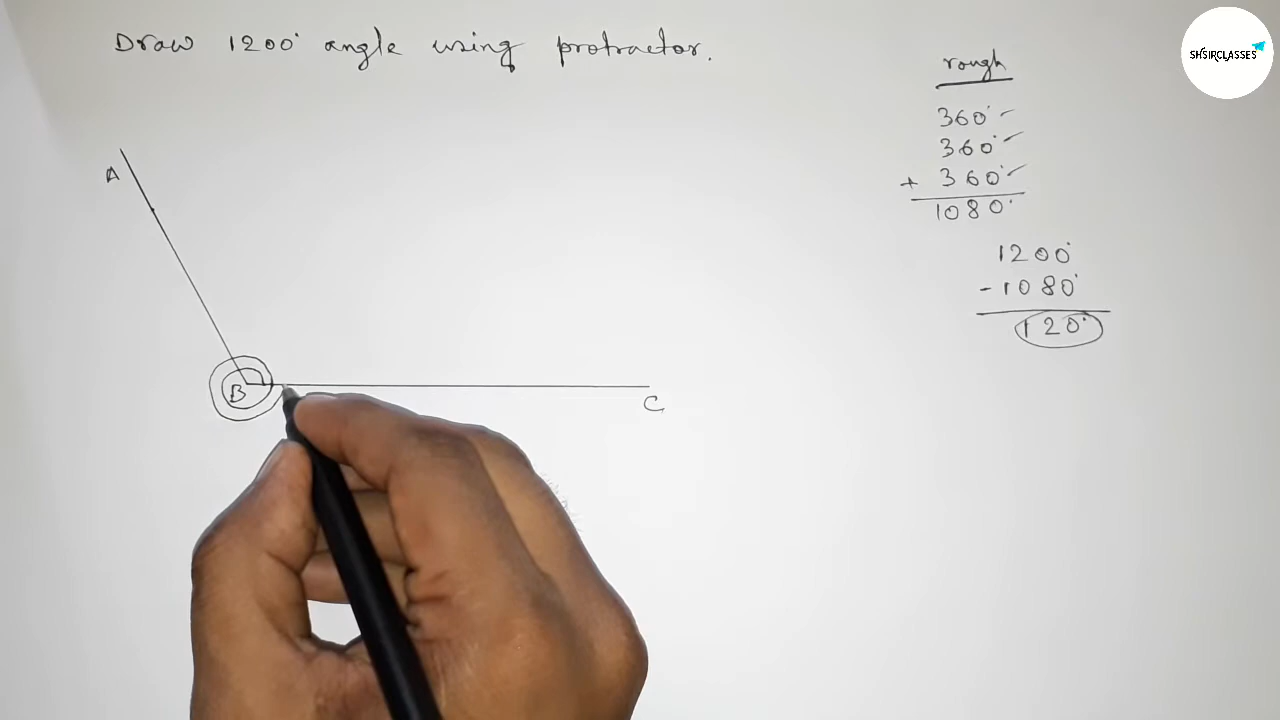 Draw 1200° angle using protractor.
SHSIRCLASSES
rough
360°
360°
+ 360°
1080°
1200°
-1080°
120°
A
B
C